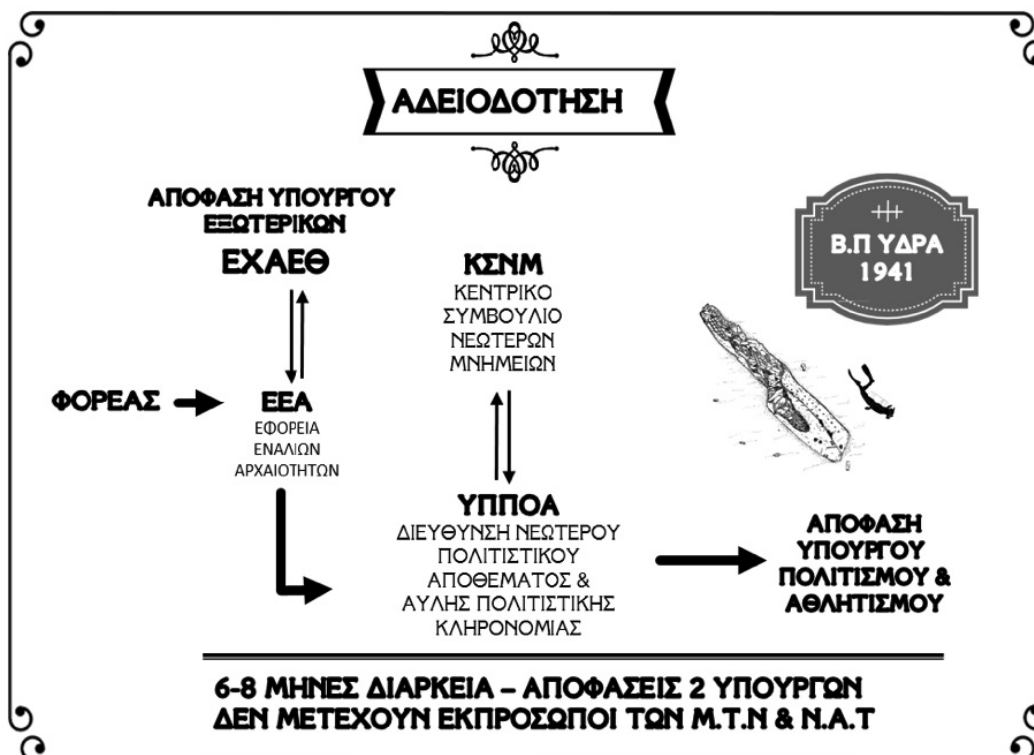 ΑΔΕΙΟΔΟΤΗΣΗ
ΑΠΟΦΑΣΗ ΥΠΟΥΡΓΟΥ
ΕΞΩΤΕΡΙΚΩΝ
ΕΧΑΕΘ
ΚΣΝΜ
ΚΕΝΤΡΙΚΟ
ΣΥΜΒΟΥΛΙΟ
ΝΕΩΤΕΡΩΝ
ΜΝΗΜΕΙΩΝ
Β.Π ΥΔΡΑ
1941
ΦΟΡΕΑΣ
ΕΕΑ
ΕΦΟΡΕΙΑ
ΕΝΑΛΙΩΝ
ΑΡΧΑΙΟΤΗΤΩΝ
ΥΠΠΟΑ
ΔΙΕΥΘΥΝΣΗ ΝΕΩΤΕΡΟΥ
ΠΟΛΙΤΙΣΤΙΚΟΥ
ΑΠΟΘΕΜΑΤΟΣ &
ΑΥΛΗΣ ΠΟΛΙΤΙΣΤΙΚΗΣ
ΚΛΗΡΟΝΟΜΙΑΣ
ΑΠΟΦΑΣΗ
ΥΠΟΥΡΓΟΥ
ΠΟΛΙΤΙΣΜΟΥ &
ΑΘΛΗΤΙΣΜΟΥ
6-8 ΜΗΝΕΣ ΔΙΑΡΚΕΙΑ – ΑΠΟΦΑΣΕΙΣ 2 ΥΠΟΥΡΓΩΝ
ΔΕΝ ΜΕΤΕΧΟΥΝ ΕΚΠΡΟΣΩΠΟΙ ΤΩΝ Μ.Τ.Ν & Ν.Α.Τ